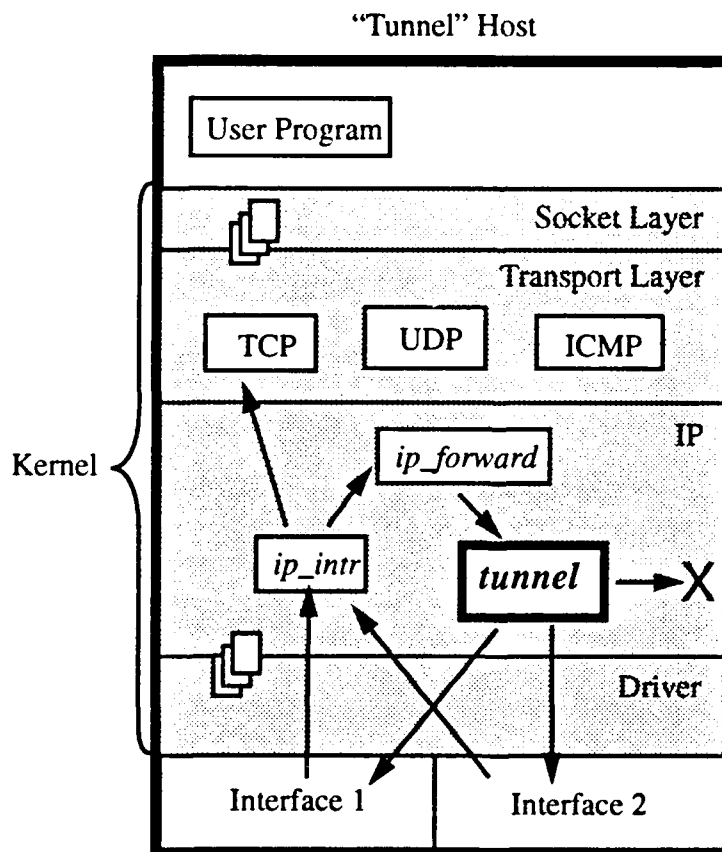 “Tunnel” Host
User Program
Socket Layer
Transport Layer
TCP
UDP
ICMP
IP
Kernel
ip_forward
ip_intr
tunnel
X
Driver
Interface 1
Interface 2